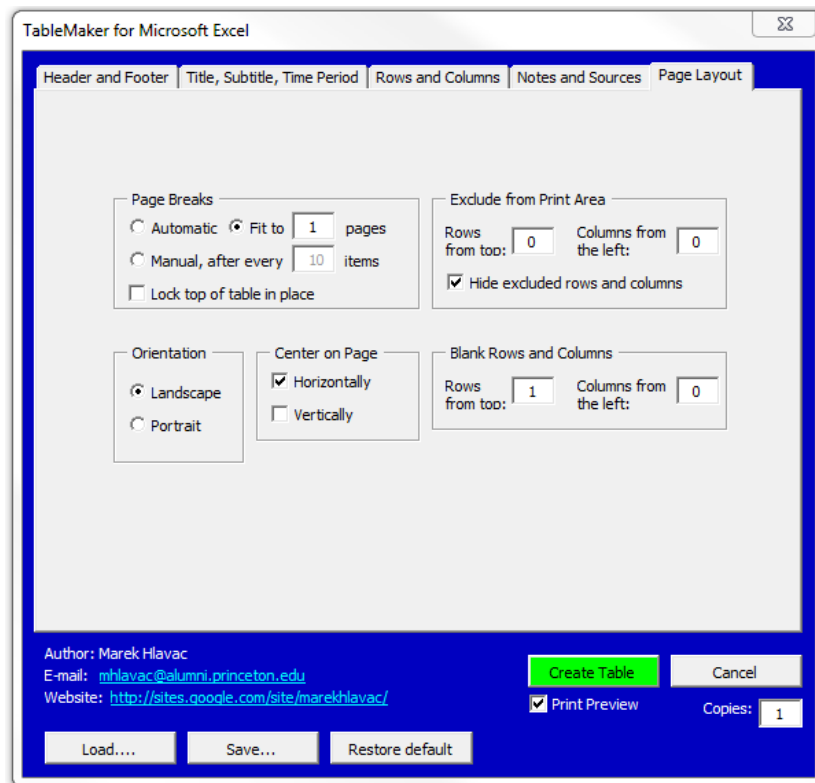 TableMaker for Microsoft Excel
Header and Footer Title, Subtitle, Time Period Rows and Columns Notes and Sources Page Layout
Page Breaks
Automatic Fit to 1 pages
Manual, after every 10 items
Lock top of table in place
Exclude from Print Area
Rows from top: 0 Columns from the left: 0
Hide excluded rows and columns
Orientation
Landscape
Portrait
Center on Page
Horizontally
Vertically
Blank Rows and Columns
Rows from top: 1 Columns from the left: 0
Author: Marek Hlavac
E-mail: mhlavac@alumni.princeton.edu
Website: http://sites.google.com/site/marekhlavac/
Create Table Cancel
Print Preview Copies: 1
Load.... Save... Restore default